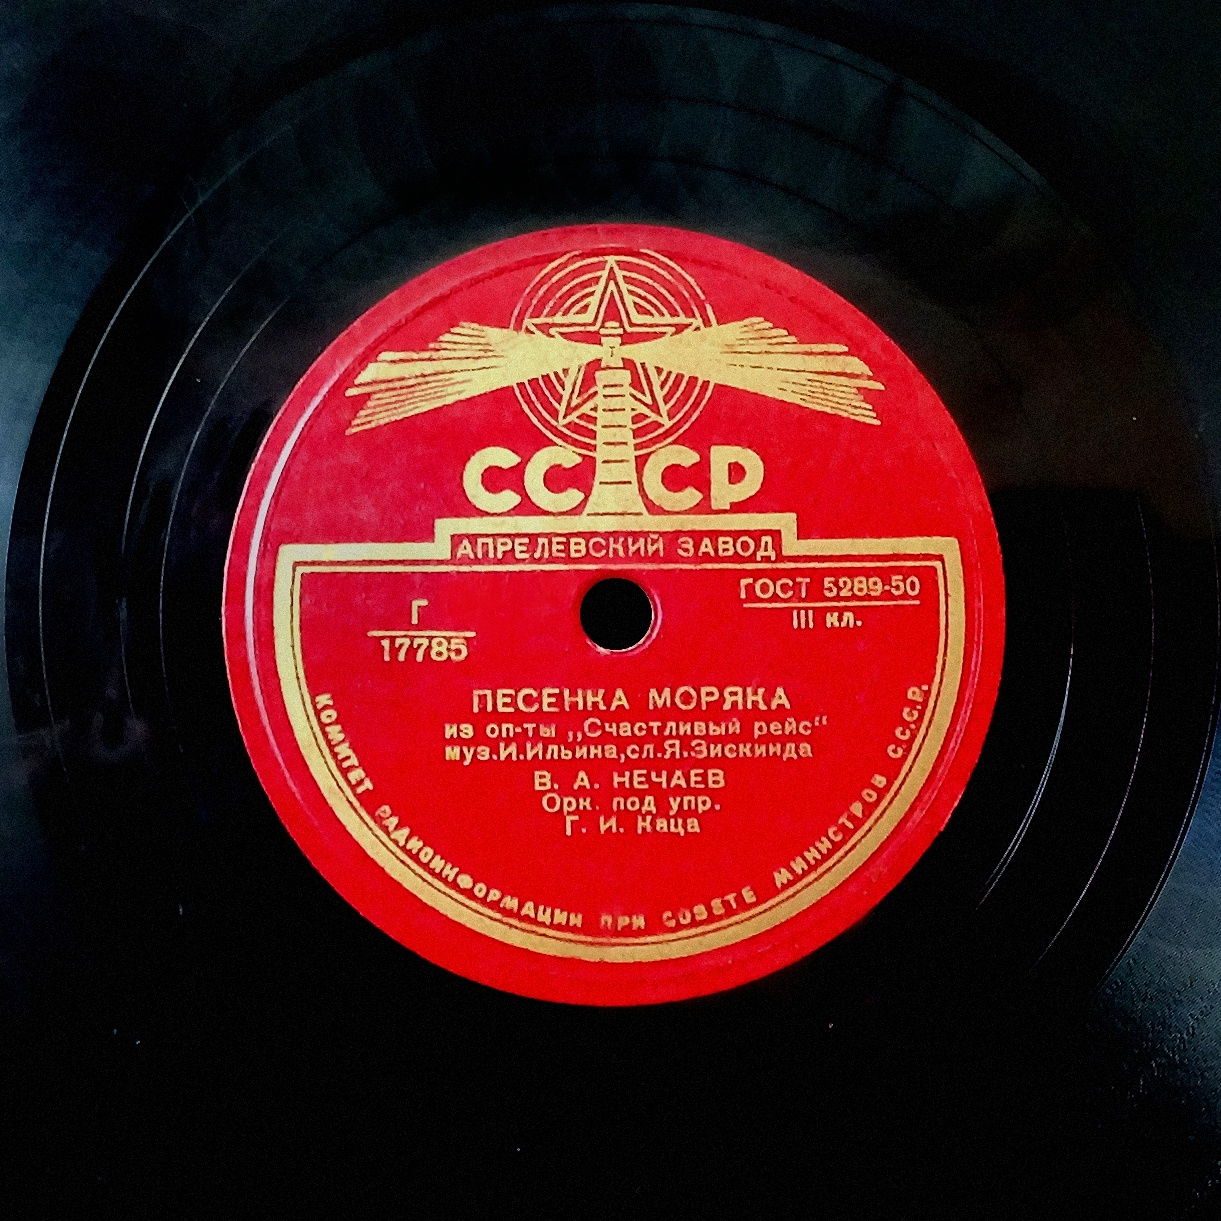 СССР
АПРЕЛЕВСКИЙ ЗАВОД
Г
17785
ГОСТ 5289-50
III кл.
ПЕСЕНКА МОРЯКА
из оп-ты „Счастливый рейс“
муз.И.Ильина,сл.Я.Зискинда
В. А. НЕЧАЕВ
Орк. под упр.
Г. И. Каца
КОМИТЕТ РАДИОИНФОРМАЦИИ ПРИ СОВЕТЕ МИНИСТРОВ С.С.С.Р.